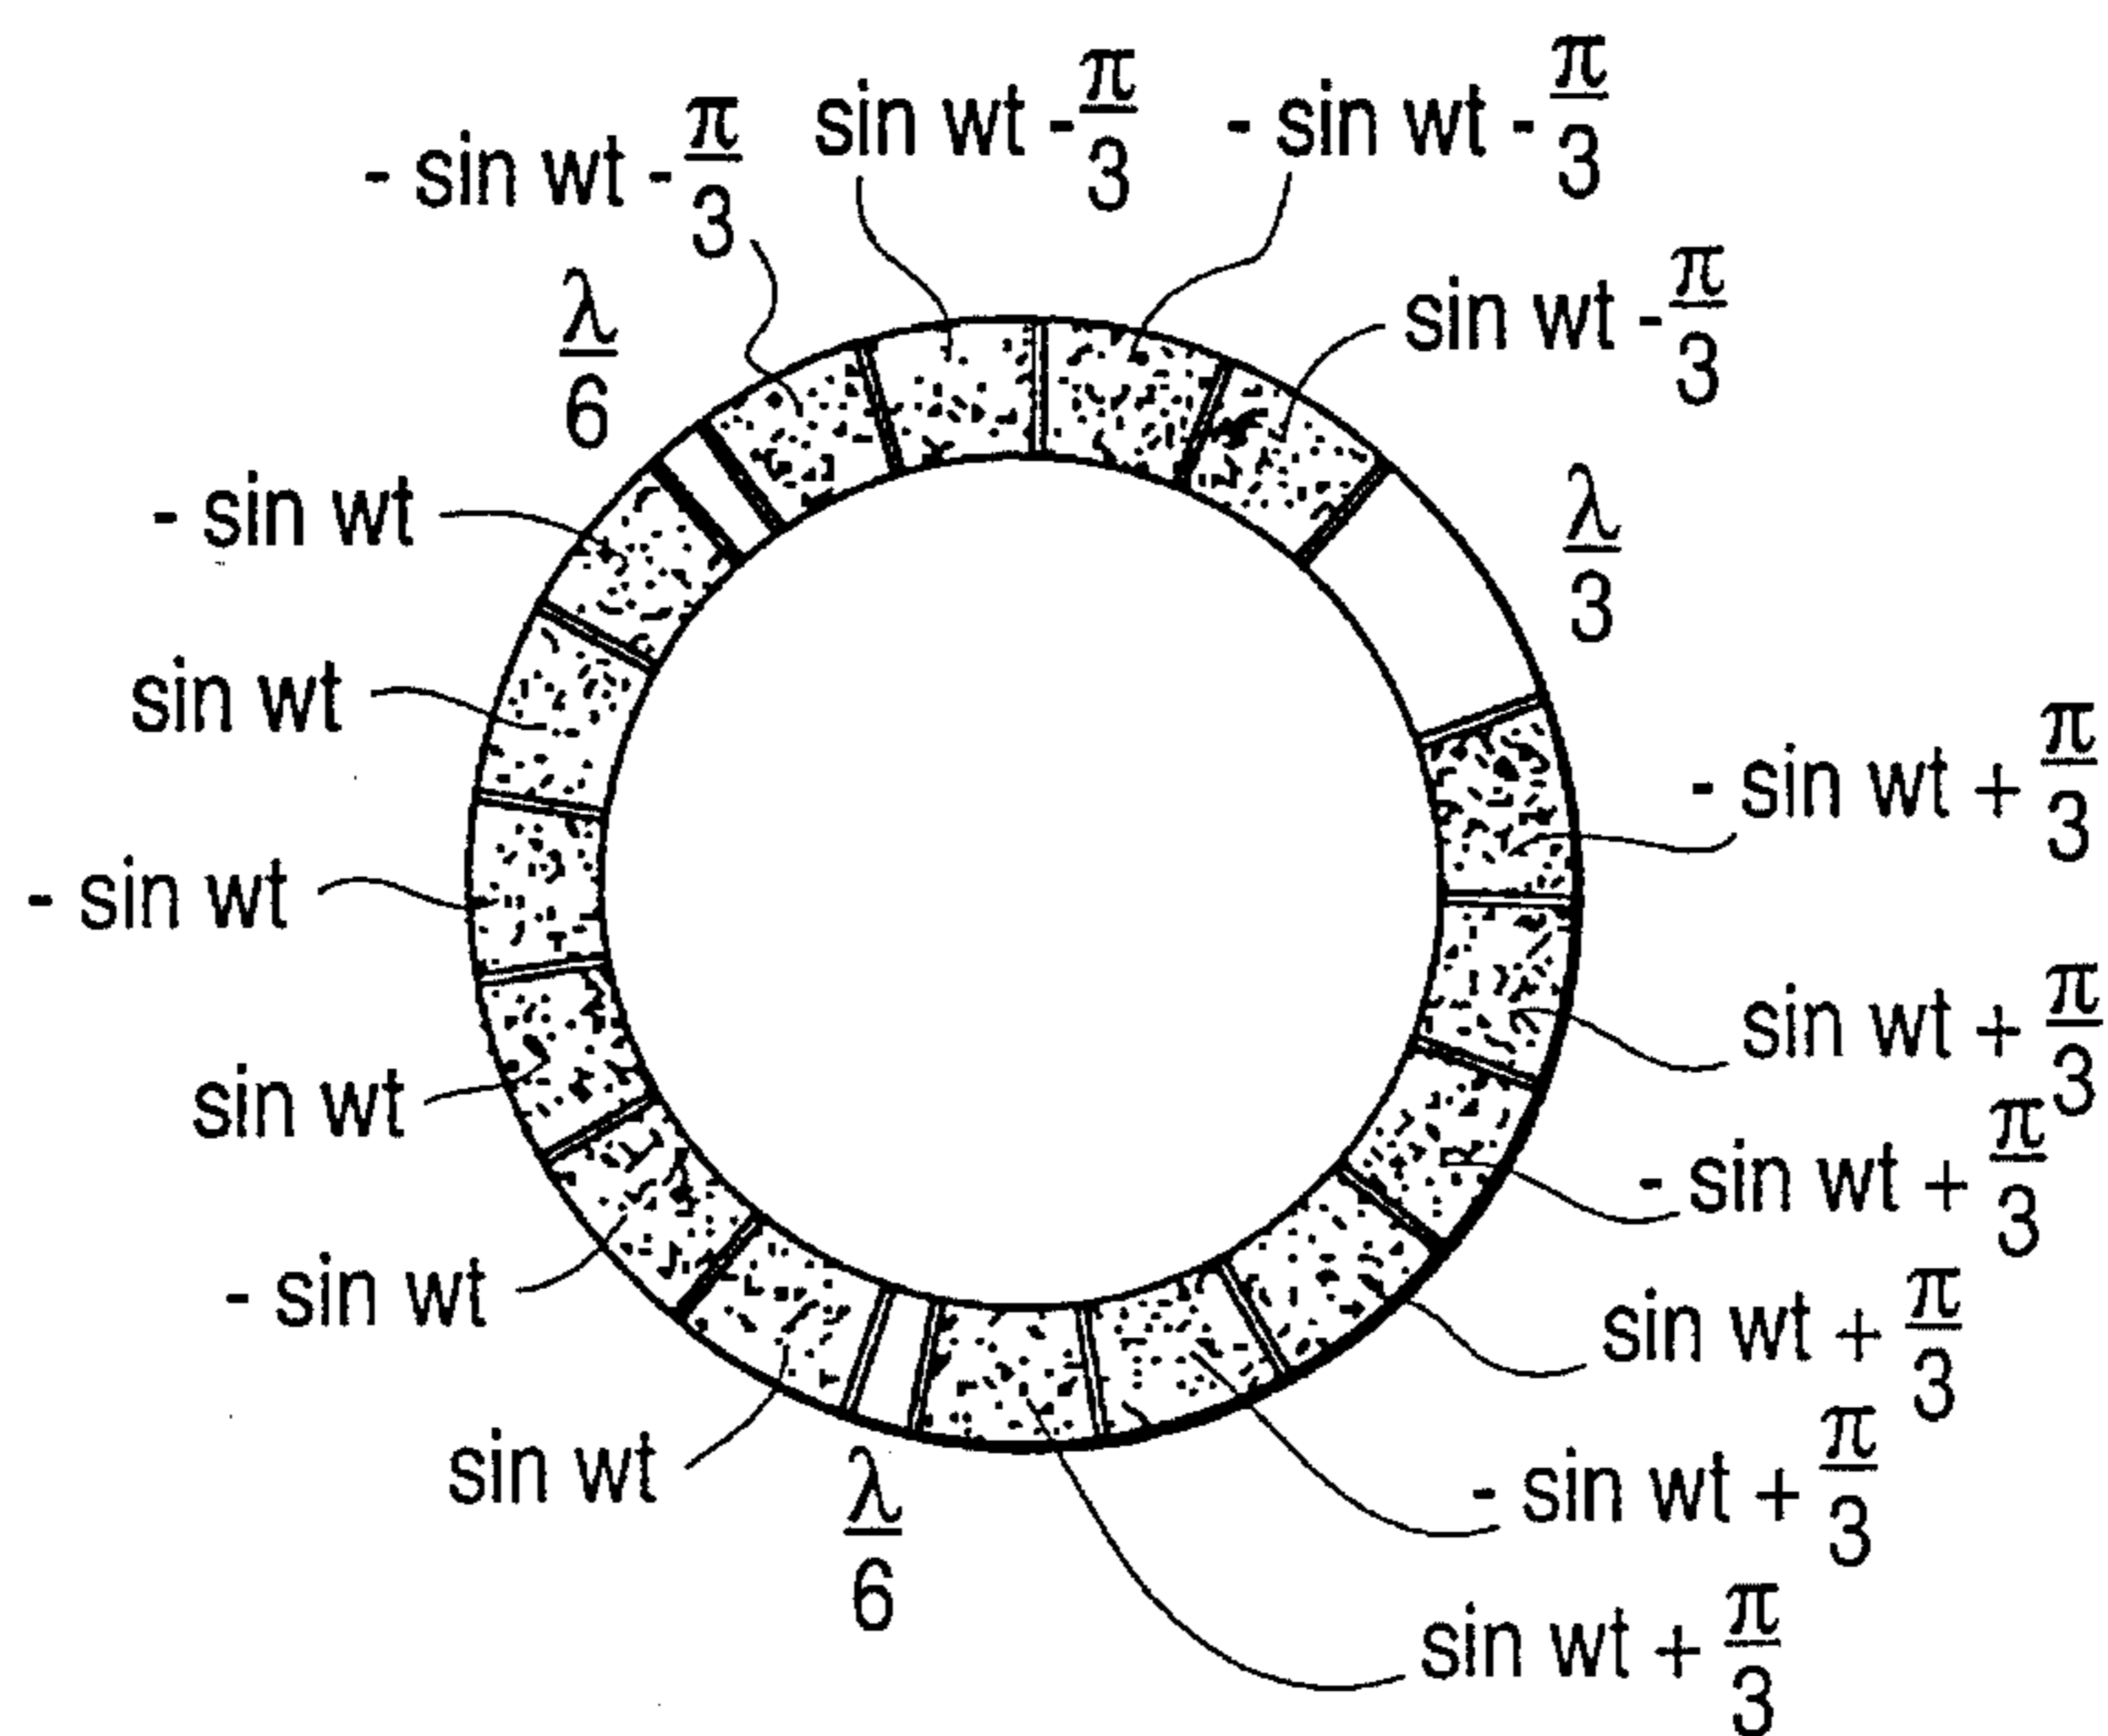 - sin wt - π/3
sin wt - π/3
- sin wt - π/3
sin wt - π/3
λ/3
- sin wt + π/3
sin wt + π/3
- sin wt + π/3
sin wt + π/3
- sin wt + π/3
sin wt + π/3
λ/6
sin wt
- sin wt
sin wt
- sin wt
sin wt
- sin wt
λ/6